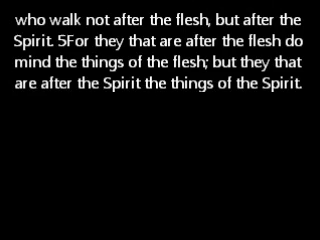 who walk not after the flesh, but after the
Spirit. 5For they that are after the flesh do
mind the things of the flesh; but they that
are after the Spirit the things of the Spirit.